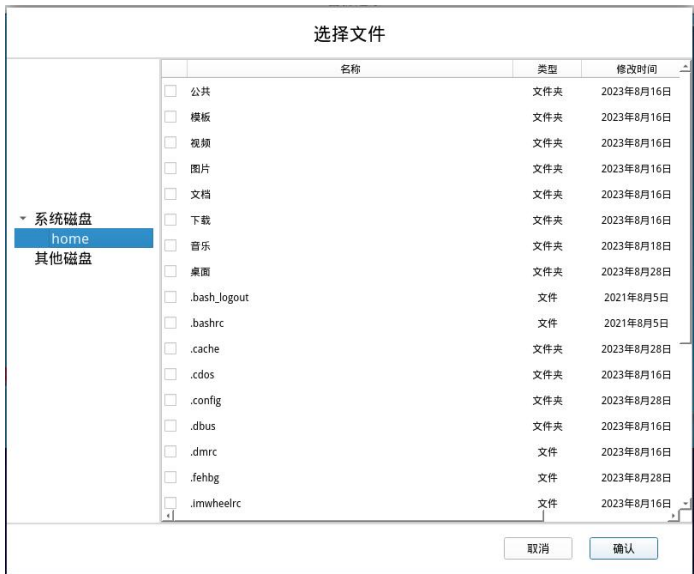 选择文件
名称 类型 修改时间
公共 文件夹 2023年8月16日
模板 文件夹 2023年8月16日
视频 文件夹 2023年8月16日
图片 文件夹 2023年8月16日
文档 文件夹 2023年8月16日
系统磁盘
home
其他磁盘
下载 文件夹 2023年8月16日
音乐 文件夹 2023年8月18日
桌面 文件夹 2023年8月28日
.bash_logout 文件 2021年8月5日
.bashrc 文件 2021年8月5日
.cache 文件夹 2023年8月28日
.cdos 文件夹 2023年8月16日
.config 文件夹 2023年8月28日
.dbus 文件夹 2023年8月16日
.dmrc 文件 2023年8月16日
.fehbg 文件 2023年8月28日
.imwheelrc 文件 2023年8月16日
取消 确认